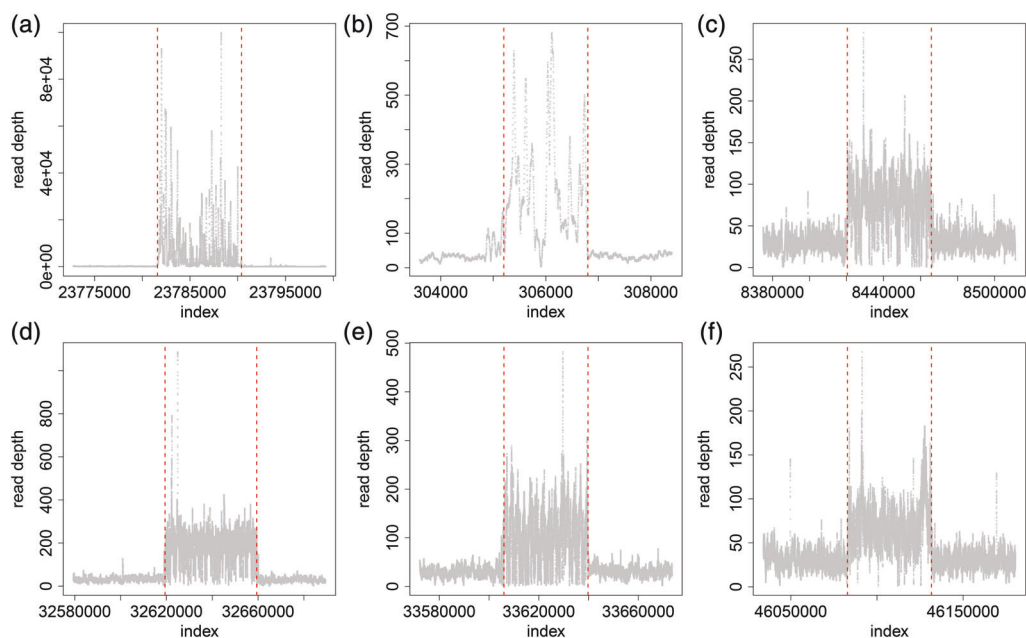 (a)
read depth
0e+00 4e+04 8e+04
23775000 23785000 23795000
index
(b)
read depth
0 100 300 500 700
304000 306000 308000
index
(c)
read depth
0 50 100 150 200 250
8380000 8440000 8500000
index
(d)
read depth
0 200 400 600 800
32580000 32620000 32660000
index
(e)
read depth
0 100 200 300 400 500
33580000 33620000 33660000
index
(f)
read depth
0 50 100 150 200 250
46050000 46150000
index